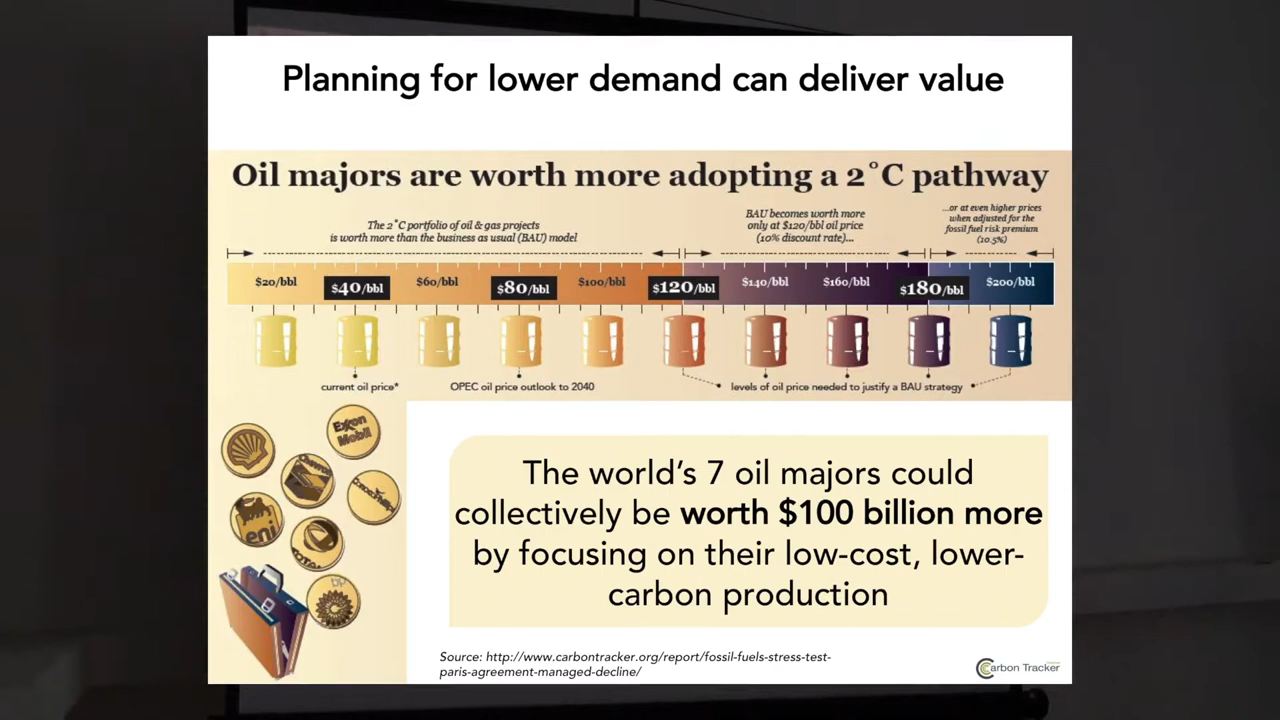 Planning for lower demand can deliver value
Oil majors are worth more adopting a 2°C pathway
The 2°C portfolio of oil & gas projects
is worth more than the business as usual (BAU) model
BAU becomes worth more
only at $120/bbl oil price
(10% discount rate)...
...or at even higher prices
when adjusted for the
fossil fuel risk premium
(10.5%)
$20/bbl $40/bbl $60/bbl $80/bbl $100/bbl $120/bbl $140/bbl $160/bbl $180/bbl $200/bbl
current oil price* OPEC oil price outlook to 2040 levels of oil price needed to justify a BAU strategy
Exxon
Mobil
eni
bp
The world's 7 oil majors could
collectively be worth $100 billion more
by focusing on their low-cost, lower-
carbon production
Source: http://www.carbontracker.org/report/fossil-fuels-stress-test-
paris-agreement-managed-decline/
Carbon Tracker